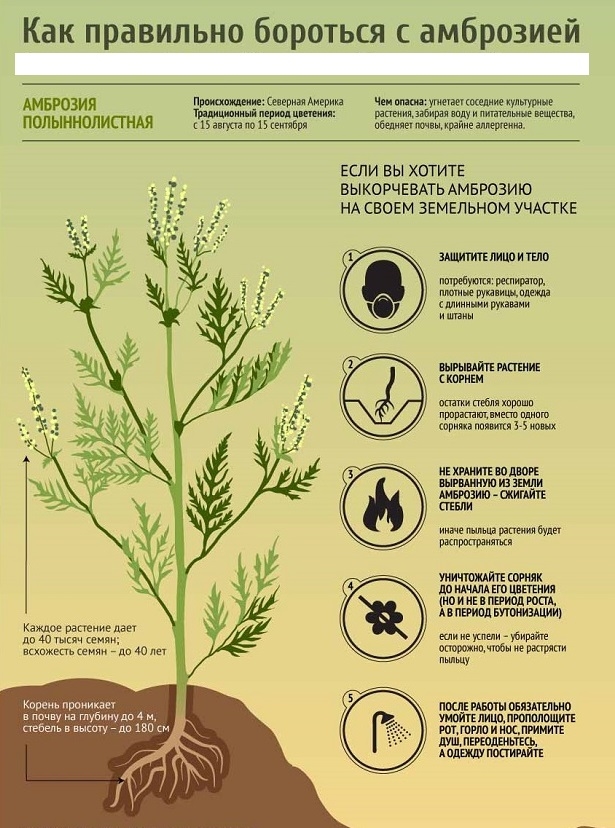 Как правильно бороться с амброзией
АМБРОЗИЯ
ПОЛЫННОЛИСТНАЯ
Происхождение: Северная Америка
Традиционный период цветения:
с 15 августа по 15 сентября
Чем опасна: угнетает соседние культурные
растения, забирая воду и питательные вещества,
обедняет почвы, крайне аллергенна.
ЕСЛИ ВЫ ХОТИТЕ
ВЫКОРЧЕВАТЬ АМБРОЗИЮ
НА СВОЕМ ЗЕМЕЛЬНОМ УЧАСТКЕ
1
ЗАЩИТИТЕ ЛИЦО И ТЕЛО
потребуются: респиратор,
плотные рукавицы, одежда
с длинными рукавами
и штаны
2
ВЫРЫВАЙТЕ РАСТЕНИЕ
С КОРНЕМ
остатки стебля хорошо
прорастают, вместо одного
сорняка появится 3-5 новых
3
НЕ ХРАНИТЕ ВО ДВОРЕ
ВЫРВАННУЮ ИЗ ЗЕМЛИ
АМБРОЗИЮ – СЖИГАЙТЕ
СТЕБЛИ
иначе пыльца растения будет
распространяться
4
УНИЧТОЖАЙТЕ СОРНЯК
ДО НАЧАЛА ЕГО ЦВЕТЕНИЯ
(НО И НЕ В ПЕРИОД РОСТА,
А В ПЕРИОД БУТОНИЗАЦИИ)
если не успели – убирайте
осторожно, чтобы не растрясти
пыльцу
5
ПОСЛЕ РАБОТЫ ОБЯЗАТЕЛЬНО
УМОЙТЕ ЛИЦО, ПРОПОЛОЩИТЕ
РОТ, ГОРЛО И НОС, ПРИМИТЕ
ДУШ, ПЕРЕОДЕНЬТЕСЬ,
А ОДЕЖДУ ПОСТИРАЙТЕ
Каждое растение дает
до 40 тысяч семян;
всхожесть семян – до 40 лет
Корень проникает
в почву на глубину до 4 м,
стебель в высоту – до 180 см